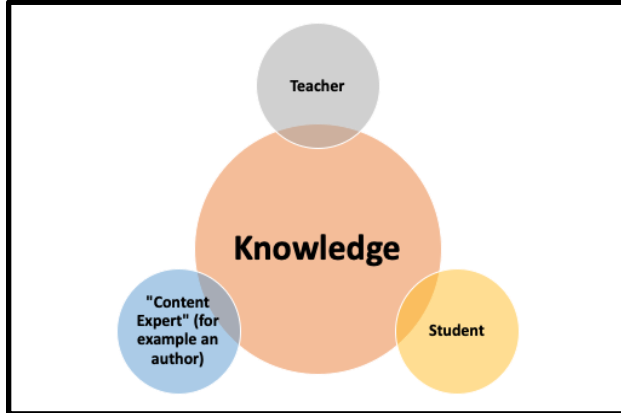 Teacher
Knowledge
"Content
Expert" (for
example an
author)
Student